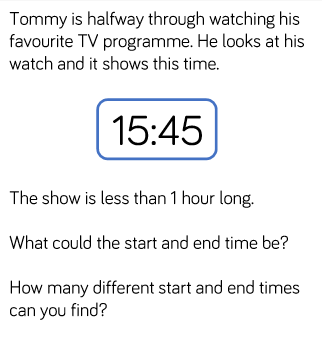 Tommy is halfway through watching his
favourite TV programme. He looks at his
watch and it shows this time.
15:45
The show is less than 1 hour long.
What could the start and end time be?
How many different start and end times
can you find?